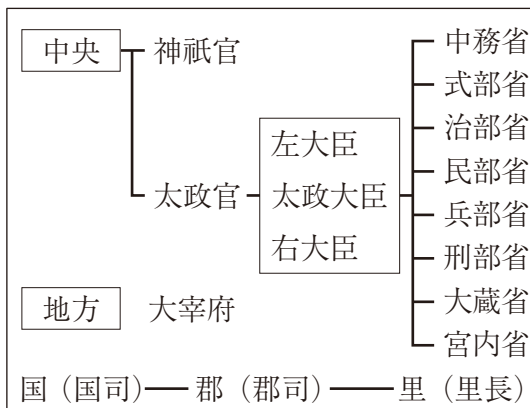 中央
神祇官
太政官
左大臣
太政大臣
右大臣
中務省
式部省
治部省
民部省
兵部省
刑部省
大蔵省
宮内省
地方
大宰府
国（国司）
郡（郡司）
里（里長）